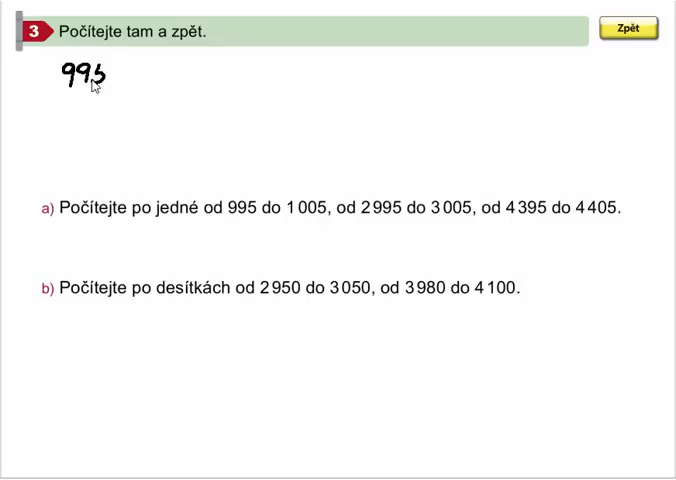 3 Počítejte tam a zpět.
Zpět
995
a) Počítejte po jedné od 995 do 1 005, od 2 995 do 3 005, od 4 395 do 4 405.
b) Počítejte po desítkách od 2 950 do 3 050, od 3 980 do 4 100.